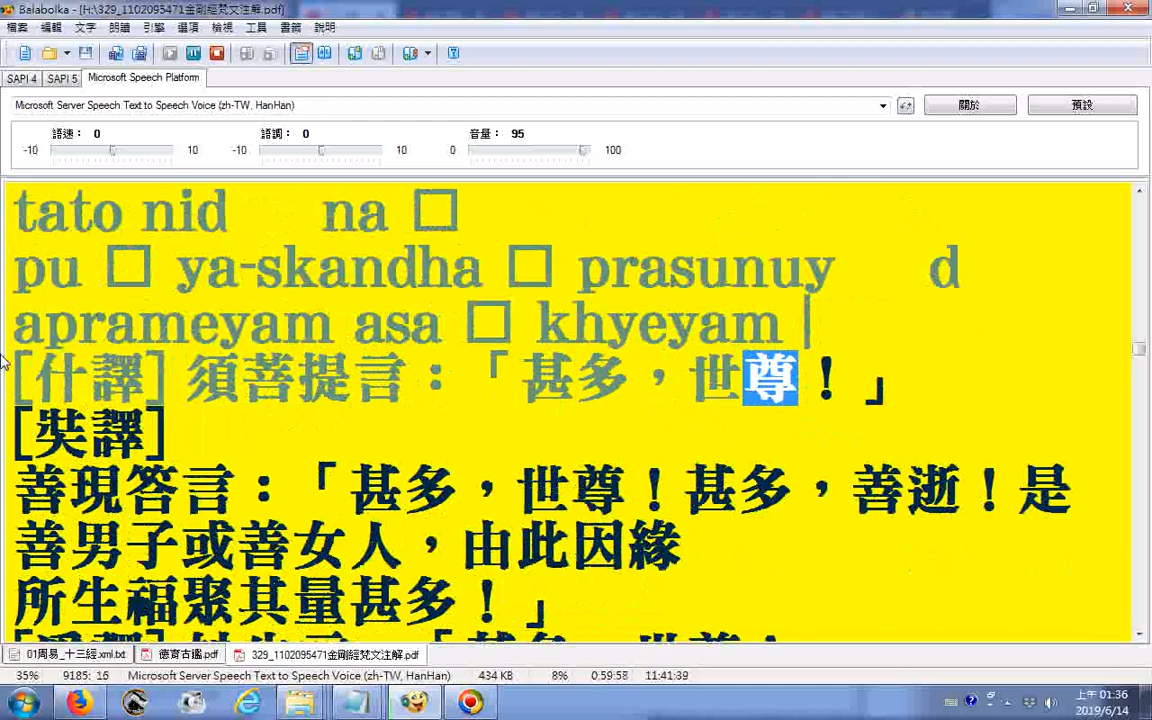 Balabolka - [H:\329_1102095471金剛經梵文注解.pdf]
檔案 編輯 文字 朗讀 引擎 選項 檢視 工具 書籤 說明
SAPI 4 SAPI 5 Microsoft Speech Platform
Microsoft Server Speech Text to Speech Voice (zh-TW, HanHan) 關於 預設
語速： 0 語調： 0 音量： 95
-10 10 -10 10 0 100
tato nid na □
pu □ ya-skandha □ prasunuy d
aprameyam asa □ khyeyam |
[什譯] 須菩提言：「甚多，世尊！」
[奘譯]
善現答言：「甚多，世尊！甚多，善逝！是
善男子或善女人，由此因緣
所生福聚其量甚多！」
01周易_十三經.xml.txt 德育古鑑.pdf 329_1102095471金剛經梵文注解.pdf
35% 9185: 16 Microsoft Server Speech Text to Speech Voice (zh-TW, HanHan) 434 KB 8% 0:59:58 11:41:39
上午 01:36
2019/6/14